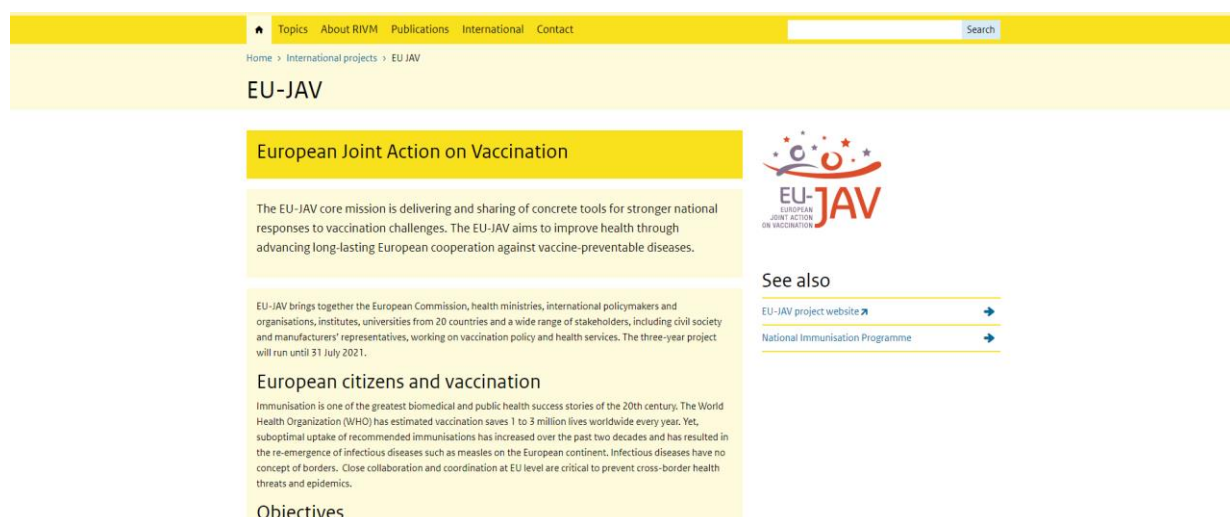 Topics About RIVM Publications International Contact Search
Home › International projects › EU JAV
EU-JAV
European Joint Action on Vaccination
The EU-JAV core mission is delivering and sharing of concrete tools for stronger national
responses to vaccination challenges. The EU-JAV aims to improve health through
advancing long-lasting European cooperation against vaccine-preventable diseases.
EU-JAV brings together the European Commission, health ministries, international policymakers and
organisations, institutes, universities from 20 countries and a wide range of stakeholders, including civil society
and manufacturers' representatives, working on vaccination policy and health services. The three-year project
will run until 31 July 2021.
European citizens and vaccination
Immunisation is one of the greatest biomedical and public health success stories of the 20th century. The World
Health Organization (WHO) has estimated vaccination saves 1 to 3 million lives worldwide every year. Yet,
suboptimal uptake of recommended immunisations has increased over the past two decades and has resulted in
the re-emergence of infectious diseases such as measles on the European continent. Infectious diseases have no
concept of borders. Close collaboration and coordination at EU level are critical to prevent cross-border health
threats and epidemics.
Objectives
EU-JAV
EUROPEAN
JOINT ACTION
ON VACCINATION
See also
EU-JAV project website
National Immunisation Programme